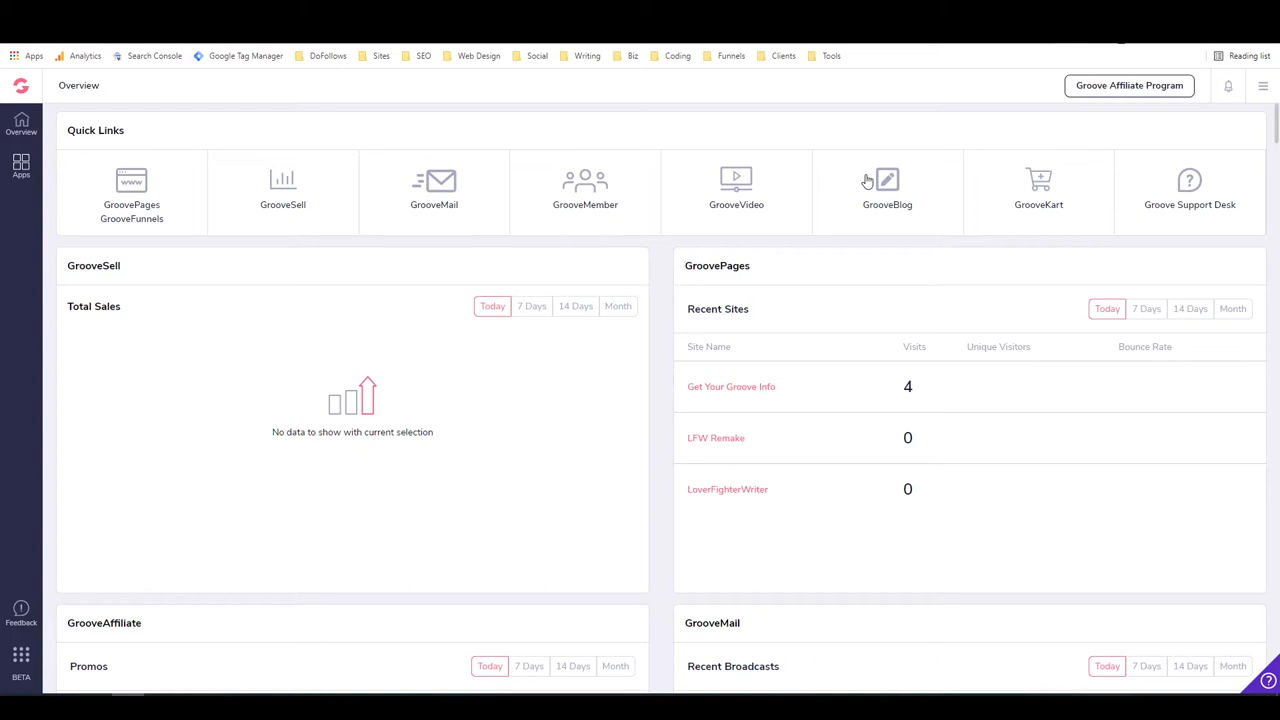 Apps Analytics Search Console Google Tag Manager DoFollows Sites SEO Web Design Social Writing Biz Coding Funnels Clients Tools Reading list
Overview Groove Affiliate Program
Overview
Apps
Quick Links
www
GroovePages
GrooveFunnels
GrooveSell
GrooveMail
GrooveMember
GrooveVideo
GrooveBlog
GrooveKart
Groove Support Desk
GrooveSell
Total Sales Today 7 Days 14 Days Month
No data to show with current selection
GroovePages
Recent Sites Today 7 Days 14 Days Month
Site Name Visits Unique Visitors Bounce Rate
Get Your Groove Info 4
LFW Remake 0
LoverFighterWriter 0
GrooveAffiliate
Promos Today 7 Days 14 Days Month
GrooveMail
Recent Broadcasts Today 7 Days 14 Days Month
Feedback
BETA